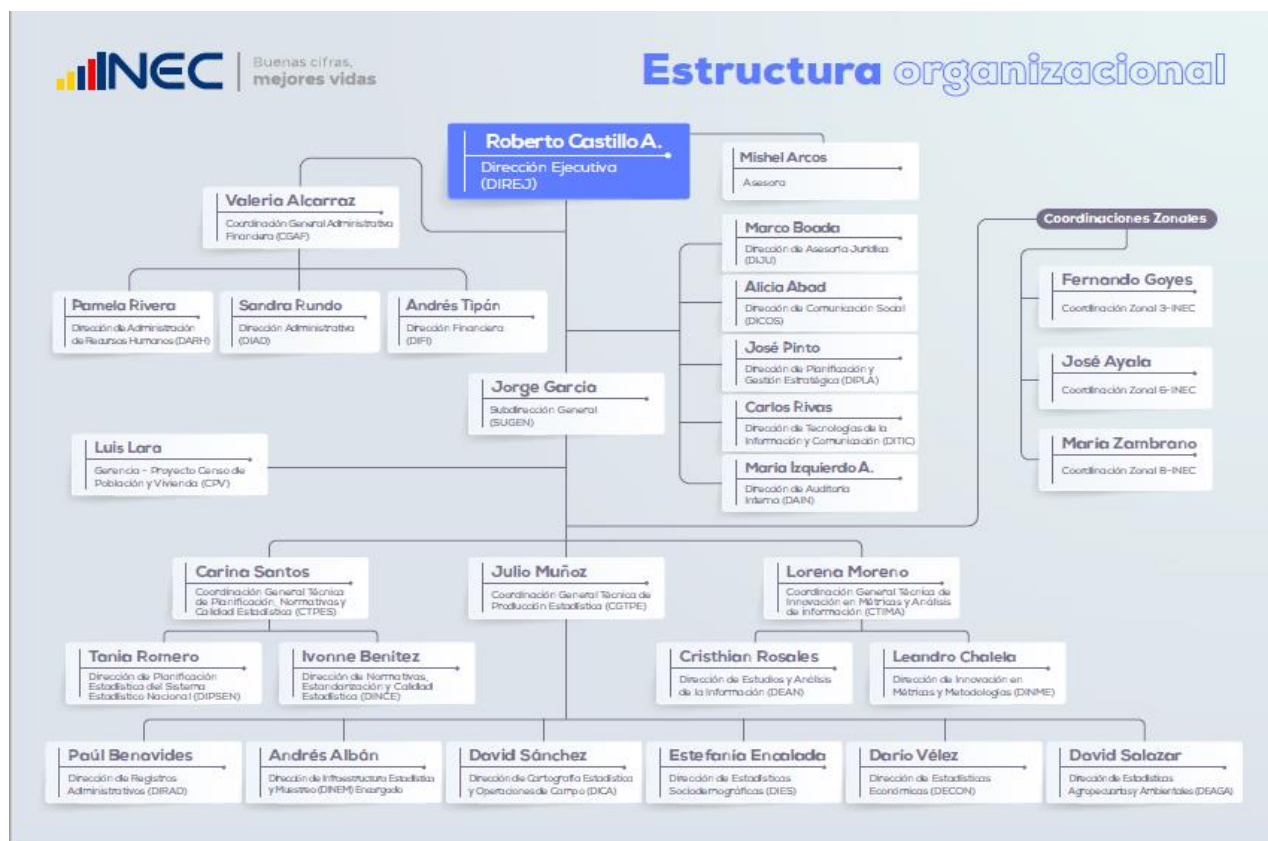 INEC
Buenas cifras,
mejores vidas
Estructura organizacional
Roberto Castillo A.
Dirección Ejecutiva
(DIREJ)
Mishel Arcos
Asesora
Valeria Alcarraz
Coordinación General Administrativa
Financiera (CGAF)
Pamela Rivera
Dirección de Administración
de Recursos Humanos (DARH)
Sandra Rundo
Dirección Administrativa
(DIAD)
Andrés Tipán
Dirección Financiera
(DIFI)
Marco Boada
Dirección de Asesoría Jurídica
(DIJU)
Alicia Abad
Dirección de Comunicación Social
(DICOS)
José Pinto
Dirección de Planificación y
Gestión Estratégica (DIPLA)
Carlos Rivas
Dirección de Tecnologías de la
Información y Comunicación (DITIC)
María Izquierdo A.
Dirección de Auditoría
Interna (DAIN)
Coordinaciones Zonales
Fernando Goyes
Coordinación Zonal 3-INEC
José Ayala
Coordinación Zonal 6-INEC
María Zambrano
Coordinación Zonal 8-INEC
Jorge García
Subdirección General
(SUGEN)
Luis Lara
Gerencia - Proyecto Censo de
Población y Vivienda (CPV)
Carina Santos
Coordinación General Técnica
de Planificación, Normativas y
Calidad Estadística (CTPES)
Julio Muñoz
Coordinación General Técnica de
Producción Estadística (CGTPE)
Lorena Moreno
Coordinación General Técnica de
Innovación en Métricas y Análisis
de información (CTIMA)
Tania Romero
Dirección de Planificación
Estadística del Sistema
Estadístico Nacional (DIPSEN)
Ivonne Benítez
Dirección de Normativas,
Estandarización y Calidad
Estadística (DINCE)
Cristhian Rosales
Dirección de Estudios y Análisis
de la Información (DEAN)
Leandro Chalela
Dirección de Innovación en
Métricas y Metodologías (DINME)
Paúl Benavides
Dirección de Registros
Administrativos (DIRAD)
Andrés Albán
Dirección de Infraestructura Estadística
y Muestreo (DINEM) Encargado
David Sánchez
Dirección de Cartografía Estadística
y Operaciones de Campo (DICA)
Estefanía Encalada
Dirección de Estadísticas
Sociodemográficas (DIES)
Darío Vélez
Dirección de Estadísticas
Económicas (DECON)
David Salazar
Dirección de Estadísticas
Agropecuarias y Ambientales (DEAGA)